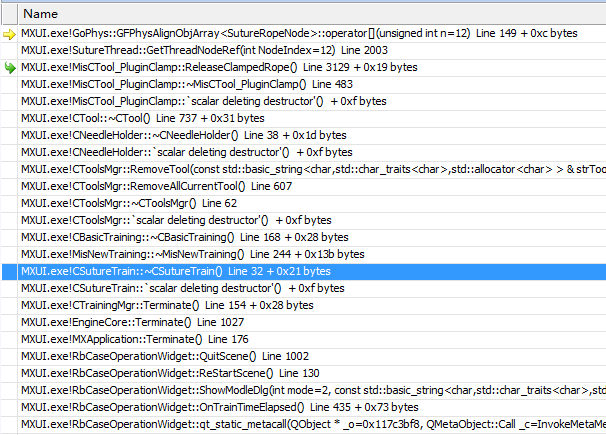 Name
MXUI.exe!GoPhys::GFPhysAlignObjArray<SutureRopeNode>::operator[](unsigned int n=12)  Line 149 + 0xc bytes
MXUI.exe!SutureThread::GetThreadNodeRef(int NodeIndex=12)  Line 2003
MXUI.exe!MisCTool_PluginClamp::ReleaseClampedRope()  Line 3129 + 0x19 bytes
MXUI.exe!MisCTool_PluginClamp::~MisCTool_PluginClamp()  Line 483
MXUI.exe!MisCTool_PluginClamp::`scalar deleting destructor'()  + 0xf bytes
MXUI.exe!CTool::~CTool()  Line 737 + 0x31 bytes
MXUI.exe!CNeedleHolder::~CNeedleHolder()  Line 38 + 0x1d bytes
MXUI.exe!CNeedleHolder::`scalar deleting destructor'()  + 0xf bytes
MXUI.exe!CToolsMgr::RemoveTool(const std::basic_string<char,std::char_traits<char>,std::allocator<char> > & strToo
MXUI.exe!CToolsMgr::RemoveAllCurrentTool()  Line 607
MXUI.exe!CToolsMgr::~CToolsMgr()  Line 62
MXUI.exe!CToolsMgr::`scalar deleting destructor'()  + 0xf bytes
MXUI.exe!CBasicTraining::~CBasicTraining()  Line 168 + 0x28 bytes
MXUI.exe!MisNewTraining::~MisNewTraining()  Line 244 + 0x13b bytes
MXUI.exe!CSutureTrain::~CSutureTrain()  Line 32 + 0x21 bytes
MXUI.exe!CSutureTrain::`scalar deleting destructor'()  + 0xf bytes
MXUI.exe!CTrainingMgr::Terminate()  Line 154 + 0x28 bytes
MXUI.exe!EngineCore::Terminate()  Line 1027
MXUI.exe!MXApplication::Terminate()  Line 176
MXUI.exe!RbCaseOperationWidget::QuitScene()  Line 1002
MXUI.exe!RbCaseOperationWidget::ReStartScene()  Line 130
MXUI.exe!RbCaseOperationWidget::ShowModleDlg(int mode=2, const std::basic_string<char,std::char_traits<char>,std
MXUI.exe!RbCaseOperationWidget::OnTrainTimeElapsed()  Line 435 + 0x73 bytes
MXUI.exe!RbCaseOperationWidget::qt_static_metacall(QObject * _o=0x117c3bf8, QMetaObject::Call _c=InvokeMetaMe